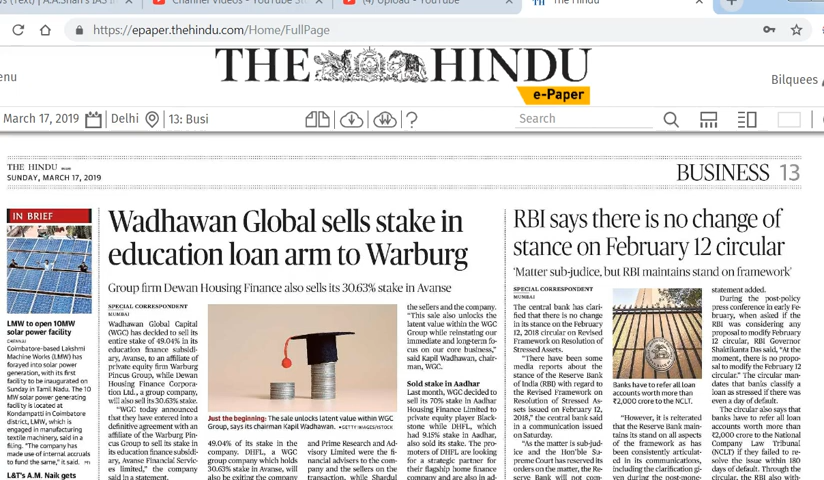 Channel Videos - YouTube
Upload - YouTube
The Hindu
https://epaper.thehindu.com/Home/FullPage
THE HINDU
e-Paper
enu
Bilquees
March 17, 2019
Delhi
13: Busi
?
Search
THE HINDU
SUNDAY, MARCH 17, 2019
BUSINESS 13
IN BRIEF
LMW to open 10MW
solar power facility
CHENNAI
Coimbatore-based Lakshmi
Machine Works (LMW) has
forayed into solar power
generation, with its first
facility to be inaugurated on
Sunday in Tamil Nadu. The 10
MW solar power generating
facility is located at
Kondampatti in Coimbatore
district, LMW, which is
engaged in manufacturing
textile machinery, said in a
filing. "The company has
made use of internal accruals
to fund the same," it said. PTI
L&T's A.M. Naik gets
Wadhawan Global sells stake in
education loan arm to Warburg
Group firm Dewan Housing Finance also sells its 30.63% stake in Avanse
SPECIAL CORRESPONDENT
MUMBAI
Wadhawan Global Capital
(WGC) has decided to sell its
entire stake of 49.04% in its
education finance subsidi-
ary, Avanse, to an affiliate of
private equity firm Warburg
Pincus Group, while Dewan
Housing Finance Corpora-
tion Ltd., a group company,
will also sell its 30.63% stake.
"WGC today announced
that they have entered into a
definitive agreement with an
affiliate of the Warburg Pin-
cus Group to sell its stake in
its education finance subsidi-
ary, Avanse Financial Servic-
es limited," the company
said in a statement.
Just the beginning: The sale unlocks latent value within WGC
Group, says its chairman Kapil Wadhawan. GETTY IMAGES/ISTOCK
49.04% of its stake in the
company. DHFL, a WGC
group company which holds
30.63% stake in Avanse, will
also be exiting the company
and Prime Research and Ad-
visory Limited were the fi-
nancial advisers to the com-
pany and the sellers on the
transaction, while Shardul
the sellers and the company.
"This sale also unlocks the
latent value within the WGC
Group while reinstating our
immediate and long-term fo-
cus on our core business,"
said Kapil Wadhawan, chair-
man, WGC.
Sold stake in Aadhar
Last month, WGC decided to
sell its 70% stake in Aadhar
Housing Finance Limited to
private equity player Black-
stone while DHFL, which
had 9.15% stake in Aadhar,
also sold its stake. The pro-
moters of DHFL are looking
for a strategic partner for
their flagship home finance
company and are also in ad-
RBI says there is no change of
stance on February 12 circular
'Matter sub-judice, but RBI maintains stand on framework'
SPECIAL CORRESPONDENT
MUMBAI
The central bank has clari-
fied that there is no change
in its stance on the February
12, 2018 circular on Revised
Framework on Resolution of
Stressed Assets.
"There have been some
media reports about the
stance of the Reserve Bank
of India (RBI) with regard to
the Revised Framework on
Resolution of Stressed As-
sets issued on February 12,
2018," the central bank said
in a communication issued
on Saturday.
"As the matter is sub-jud-
ice and the Hon'ble Su-
preme Court has reserved its
orders on the matter, the Re-
serve Bank will not com-
Banks have to refer all loan
accounts worth more than
₹2,000 crore to the NCLT.
"However, it is reiterated
that the Reserve Bank main-
tains its stand on all aspects
of the framework as has
been consistently articulat-
ed in its communications,
including the clarification giv-
en during the post-mone-
statement added.
During the post-policy
press conference in early Fe-
bruary, when asked if the
RBI was considering any
proposal to modify February
12 circular, RBI Governor
Shaktikanta Das said, "At the
moment, there is no propo-
sal to modify the February 12
circular." The circular man-
dates that banks classify a
loan as stressed if there was
even a day of default.
The circular also says that
banks have to refer all loan
accounts worth more than
₹2,000 crore to the National
Company Law Tribunal
(NCLT) if they failed to re-
solve the issue within 180
days of default. Through the
circular, the RBI also with-